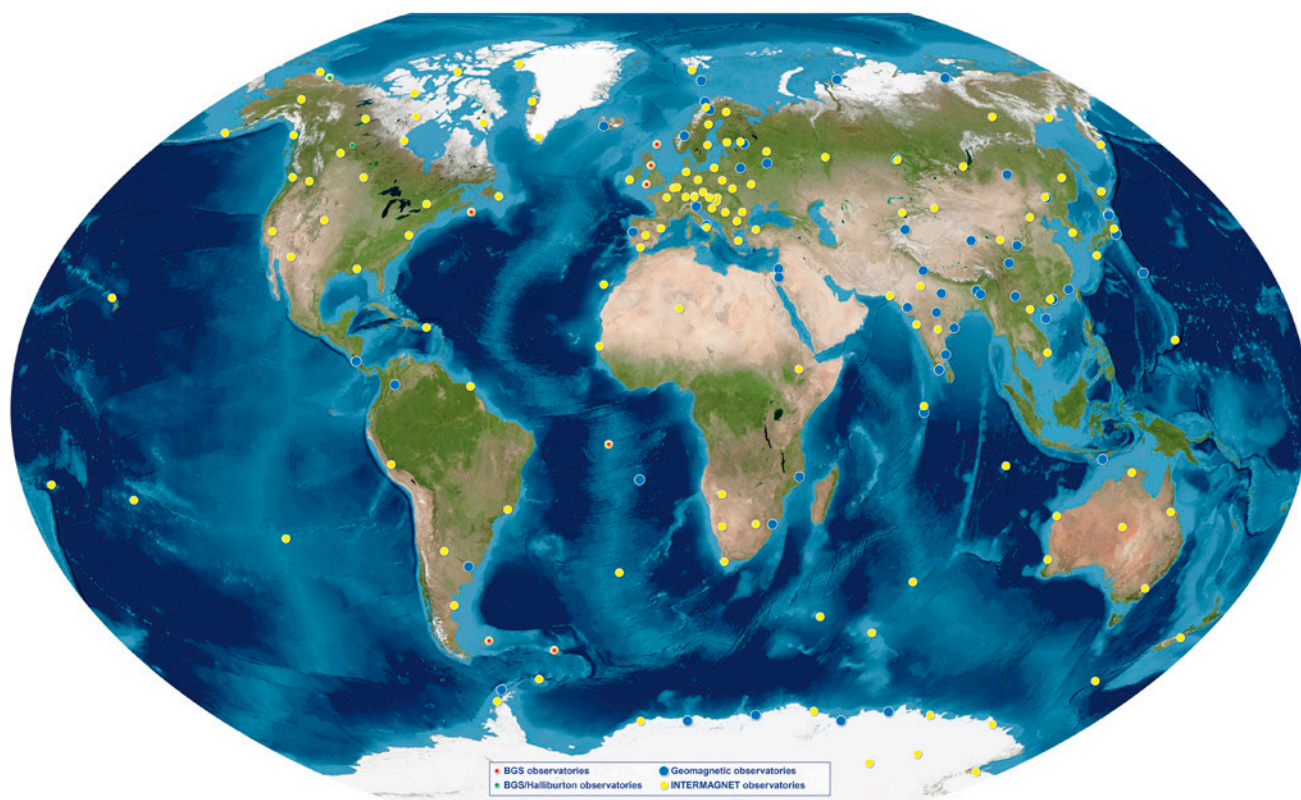 BGS observatories
Geomagnetic observatories
BGS/Halliburton observatories
INTERMAGNET observatories